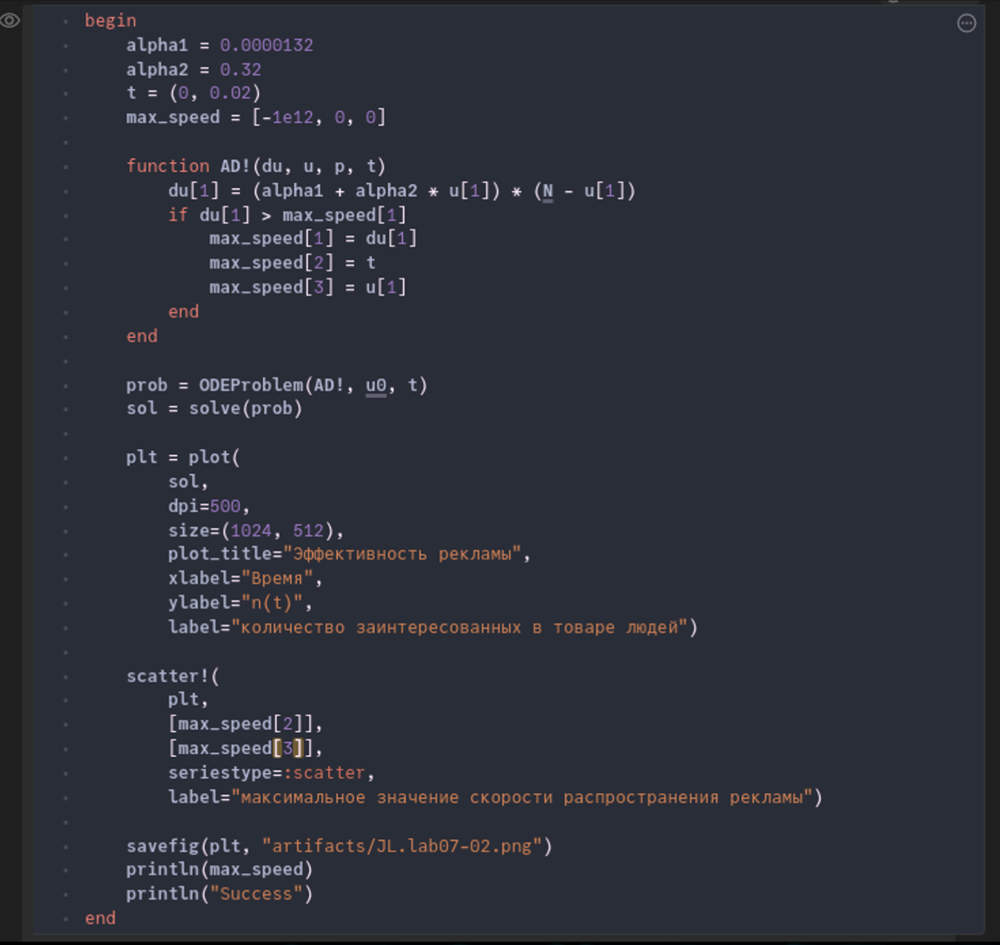 begin
    alpha1 = 0.0000132
    alpha2 = 0.32
    t = (0, 0.02)
    max_speed = [-1e12, 0, 0]

    function AD!(du, u, p, t)
        du[1] = (alpha1 + alpha2 * u[1]) * (N - u[1])
        if du[1] > max_speed[1]
            max_speed[1] = du[1]
            max_speed[2] = t
            max_speed[3] = u[1]
        end
    end

    prob = ODEProblem(AD!, u0, t)
    sol = solve(prob)

    plt = plot(
        sol,
        dpi=500,
        size=(1024, 512),
        plot_title="Эффективность рекламы",
        xlabel="Время",
        ylabel="n(t)",
        label="количество заинтересованных в товаре людей")

    scatter!(
        plt,
        [max_speed[2]],
        [max_speed[3]],
        seriestype=:scatter,
        label="максимальное значение скорости распространения рекламы")

    savefig(plt, "artifacts/JL.lab07-02.png")
    println(max_speed)
    println("Success")
end